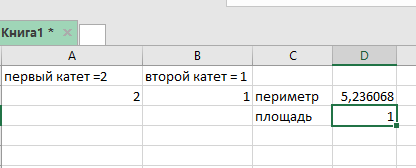 Книга1 *
A B C D
первый катет =2 второй катет = 1
2 1 периметр 5,236068
площадь 1